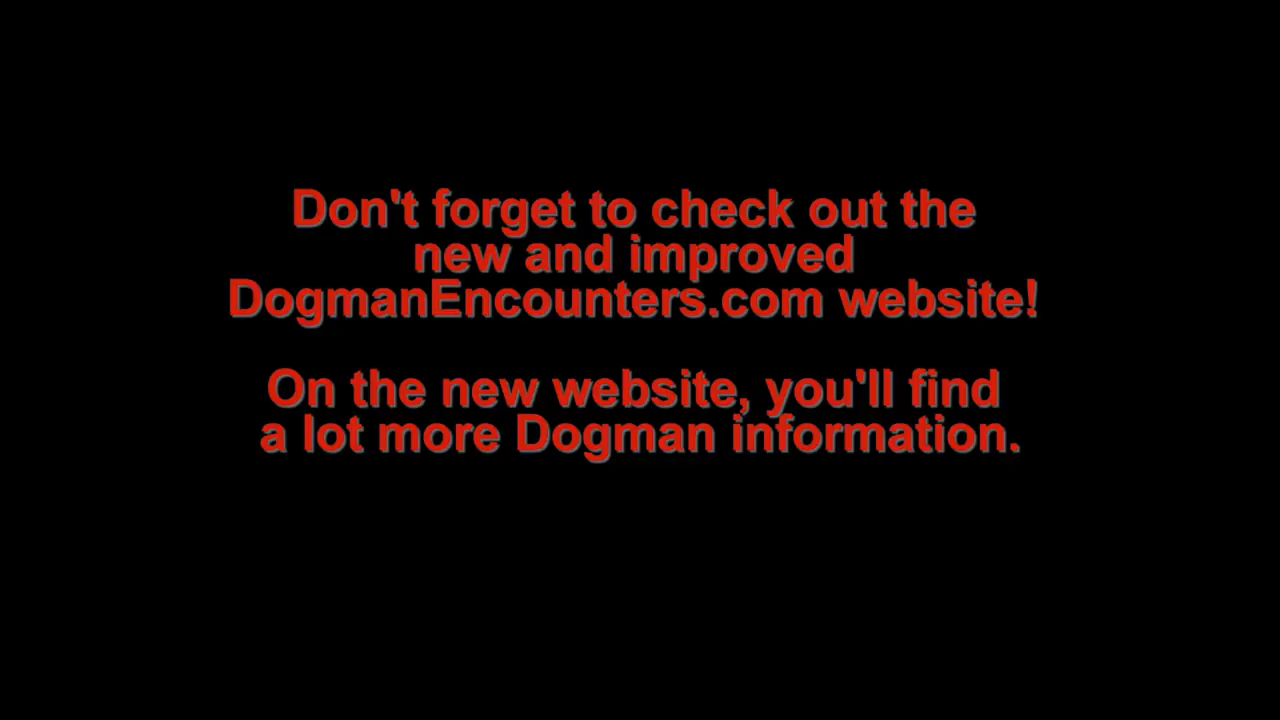 Don't forget to check out the
new and improved
DogmanEncounters.com website!
On the new website, you'll find
a lot more Dogman information.